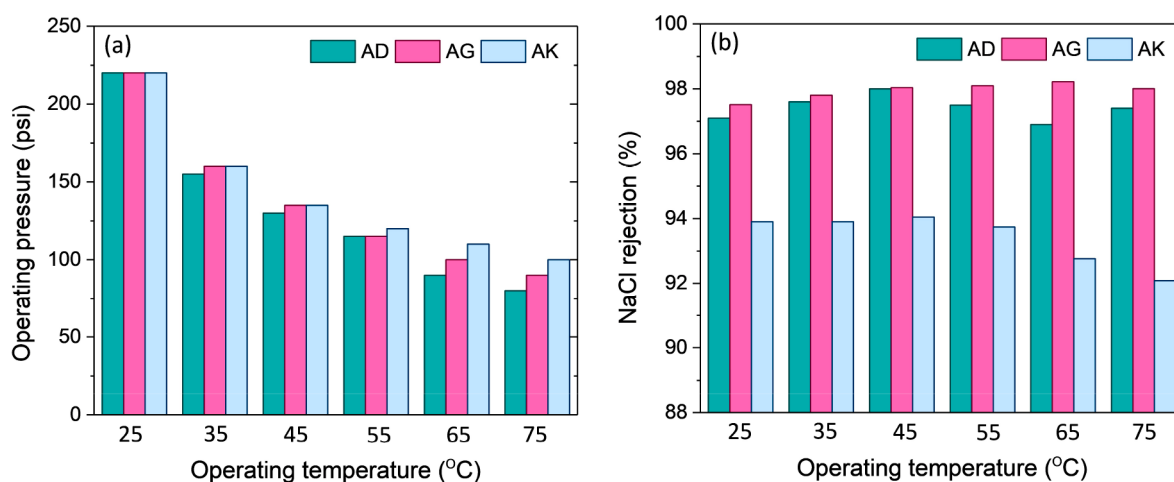 (a)
AD AG AK
250
200
150
100
50
0
Operating pressure (psi)
25 35 45 55 65 75
Operating temperature (°C)
(b)
AD AG AK
100
98
96
94
92
90
88
NaCl rejection (%)
25 35 45 55 65 75
Operating temperature (°C)